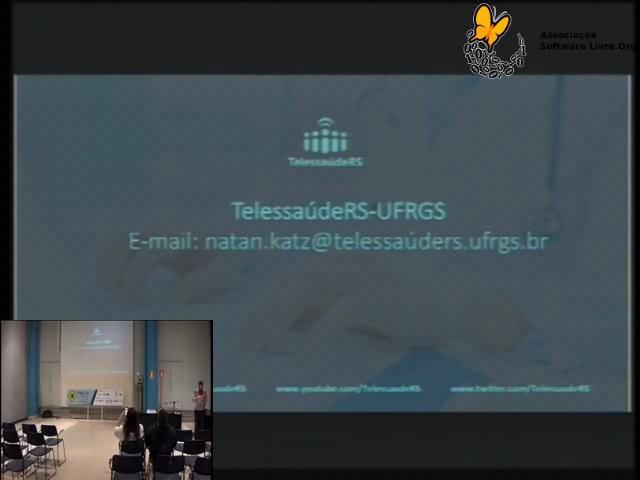 Associação
Software Livre.Org
TelessaúdeRS
TelessaúdeRS-UFRGS
E-mail: natan.katz@telessaúders.ufrgs.br
www.youtube.com/TelessaudeRS
www.twitter.com/TelessaudeRS